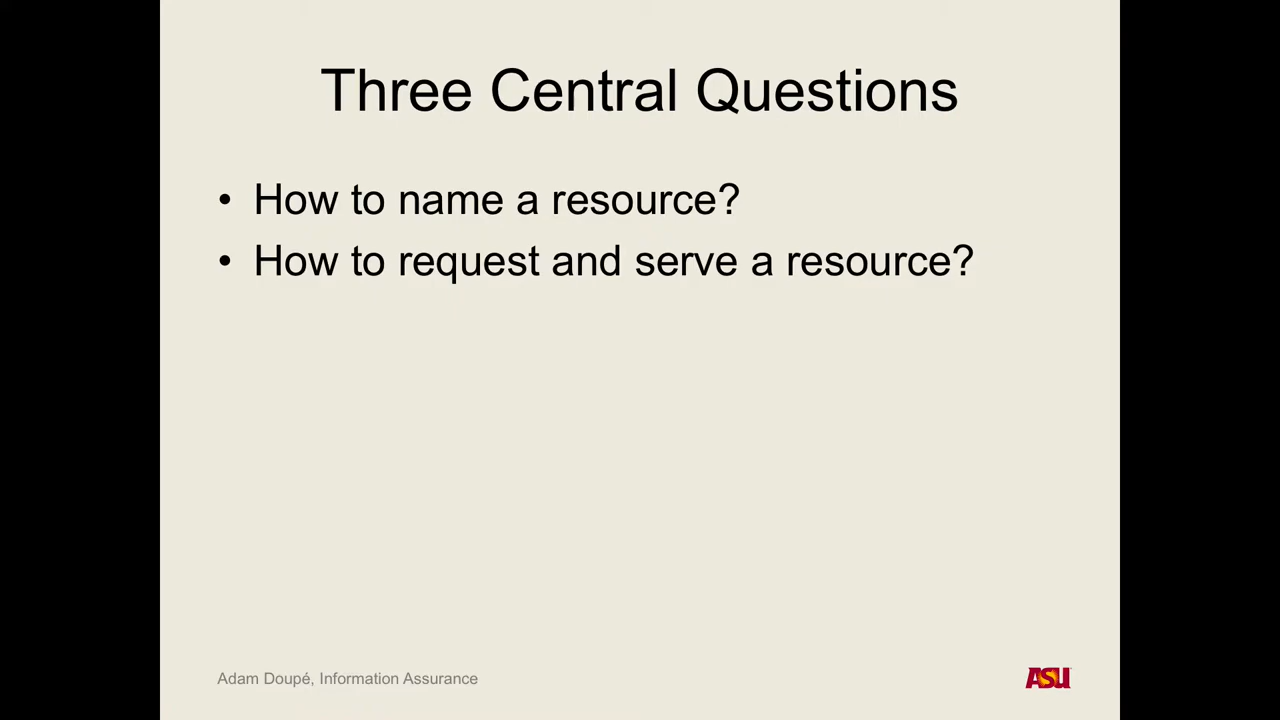 Three Central Questions
• How to name a resource?
• How to request and serve a resource?
Adam Doupé, Information Assurance
ASU